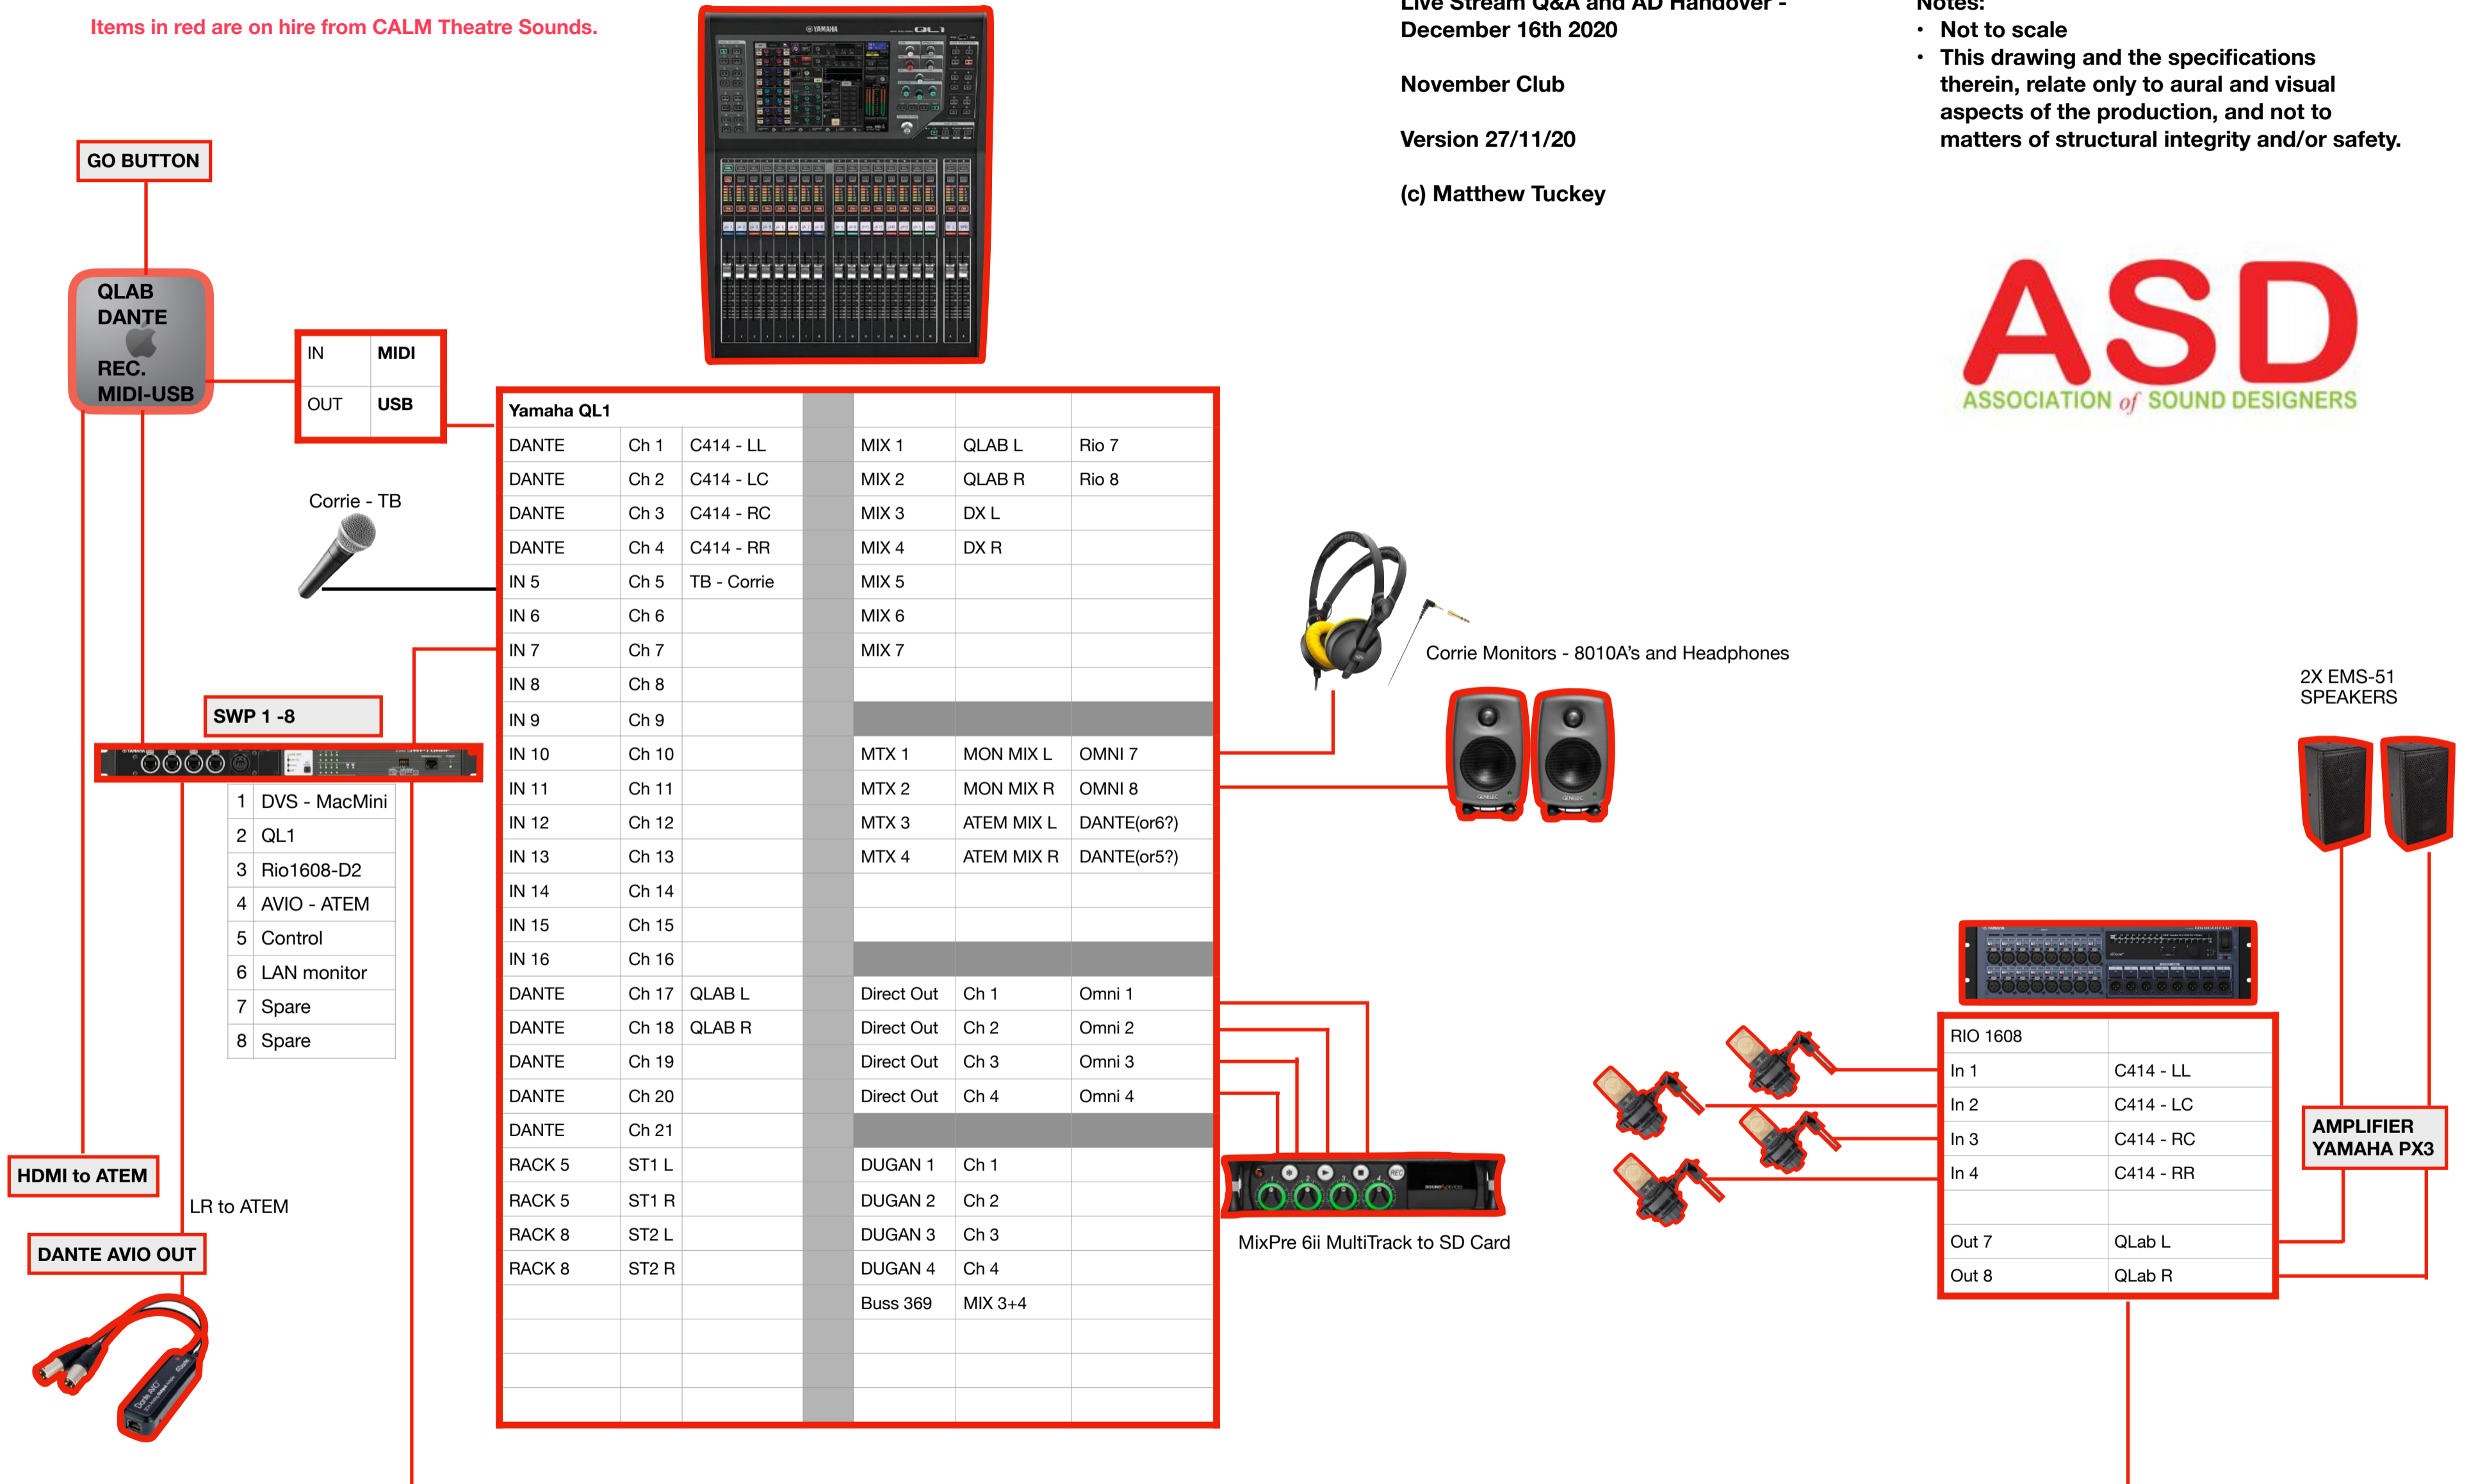 Items in red are on hire from CALM Theatre Sounds.
YAMAHA
QL1
Live Stream Q&A and AD Handover -
December 16th 2020
November Club
Version 27/11/20
(c) Matthew Tuckey
Notes:
• Not to scale
• This drawing and the specifications
therein, relate only to aural and visual
aspects of the production, and not to
matters of structural integrity and/or safety.
ASD
ASSOCIATION of SOUND DESIGNERS
GO BUTTON
QLAB
DANTE
REC.
MIDI-USB
IN MIDI
OUT USB
Corrie - TB
SWP 1 -8
1 DVS - MacMini
2 QL1
3 Rio1608-D2
4 AVIO - ATEM
5 Control
6 LAN monitor
7 Spare
8 Spare
HDMI to ATEM
LR to ATEM
DANTE AVIO OUT
Yamaha QL1
DANTE Ch 1 C414 - LL MIX 1 QLAB L Rio 7
DANTE Ch 2 C414 - LC MIX 2 QLAB R Rio 8
DANTE Ch 3 C414 - RC MIX 3 DX L
DANTE Ch 4 C414 - RR MIX 4 DX R
IN 5 Ch 5 TB - Corrie MIX 5
IN 6 Ch 6 MIX 6
IN 7 Ch 7 MIX 7
IN 8 Ch 8
IN 9 Ch 9
IN 10 Ch 10 MTX 1 MON MIX L OMNI 7
IN 11 Ch 11 MTX 2 MON MIX R OMNI 8
IN 12 Ch 12 MTX 3 ATEM MIX L DANTE(or6?)
IN 13 Ch 13 MTX 4 ATEM MIX R DANTE(or5?)
IN 14 Ch 14
IN 15 Ch 15
IN 16 Ch 16
DANTE Ch 17 QLAB L Direct Out Ch 1 Omni 1
DANTE Ch 18 QLAB R Direct Out Ch 2 Omni 2
DANTE Ch 19 Direct Out Ch 3 Omni 3
DANTE Ch 20 Direct Out Ch 4 Omni 4
DANTE Ch 21
RACK 5 ST1 L DUGAN 1 Ch 1
RACK 5 ST1 R DUGAN 2 Ch 2
RACK 8 ST2 L DUGAN 3 Ch 3
RACK 8 ST2 R DUGAN 4 Ch 4
Buss 369 MIX 3+4
Corrie Monitors - 8010A's and Headphones
GENELEC
GENELEC
REC
MixPre 6ii MultiTrack to SD Card
2X EMS-51
SPEAKERS
AMPLIFIER
YAMAHA PX3
RIO 1608
In 1 C414 - LL
In 2 C414 - LC
In 3 C414 - RC
In 4 C414 - RR
Out 7 QLab L
Out 8 QLab R